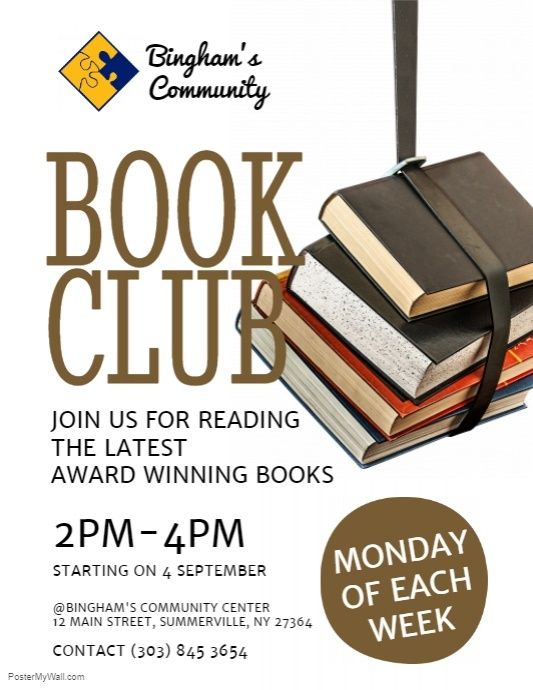 Bingham's
Community
BOOK
CLUB
JOIN US FOR READING
THE LATEST
AWARD WINNING BOOKS
2PM-4PM
STARTING ON 4 SEPTEMBER
MONDAY
OF EACH
WEEK
@BINGHAM'S COMMUNITY CENTER
12 MAIN STREET, SUMMERVILLE, NY 27364
CONTACT (303) 845 3654
PosterMyWall.com